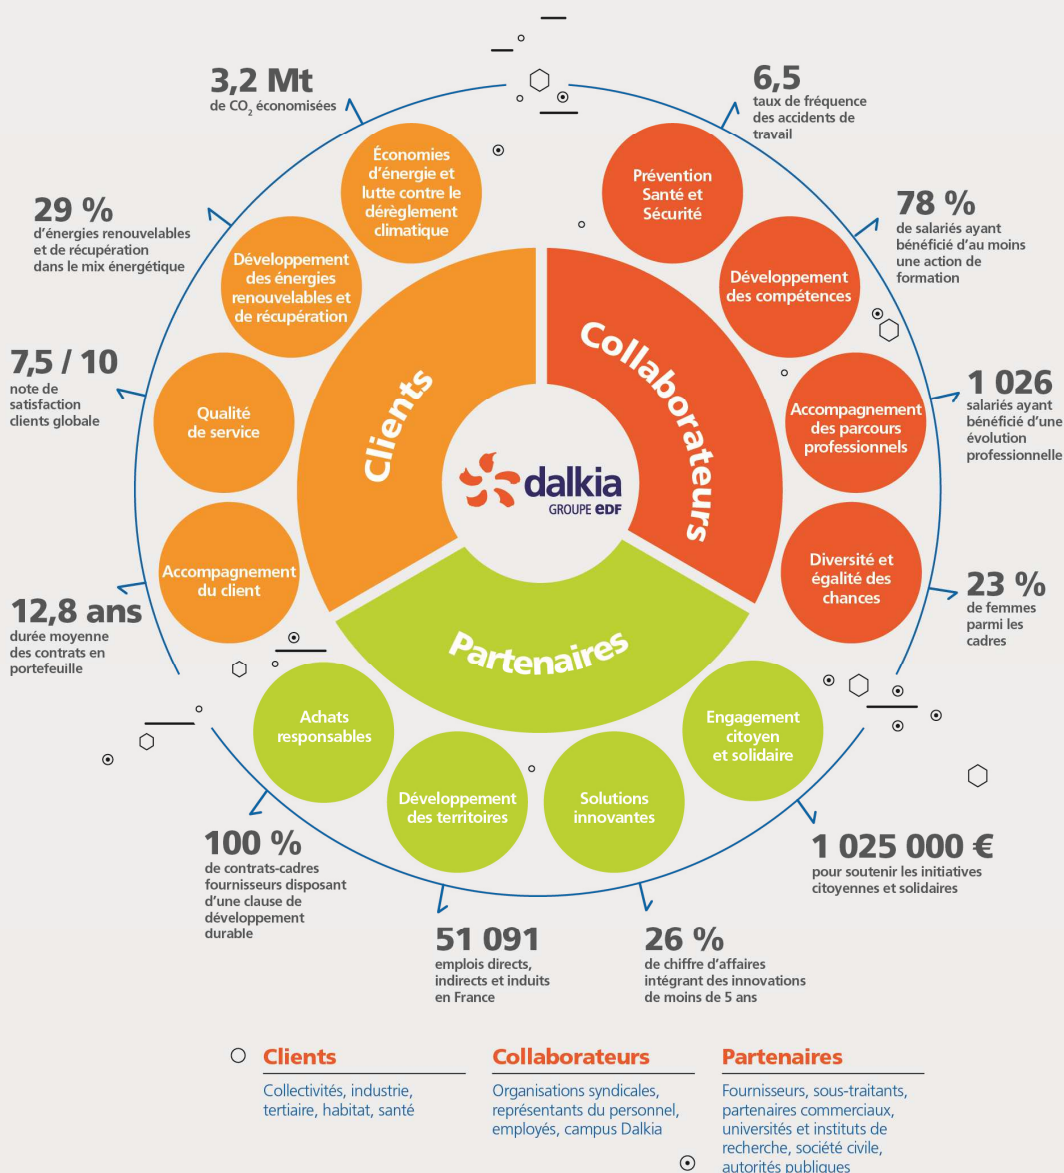 3,2 Mt
de CO2 économisées
6,5
taux de fréquence
des accidents de
travail
29 %
d'énergies renouvelables
et de récupération
dans le mix énergétique
78 %
de salariés ayant
bénéficié d'au moins
une action de
formation
7,5 / 10
note de
satisfaction
clients globale
1 026
salariés ayant
bénéficié d'une
évolution
professionnelle
12,8 ans
durée moyenne
des contrats en
portefeuille
23 %
de femmes
parmi les
cadres
Économies
d'énergie et
lutte contre le
dérèglement
climatique
Développement
des énergies
renouvelables et
de récupération
Qualité
de service
Accompagnement
du client
Clients
Prévention
Santé et
Sécurité
Développement
des compétences
Accompagnement
des parcours
professionnels
Diversité et
égalité des
chances
Collaborateurs
dalkia
GROUPE eDF
Partenaires
Achats
responsables
Développement
des territoires
Solutions
innovantes
Engagement
citoyen
et solidaire
100 %
de contrats-cadres
fournisseurs disposant
d'une clause de
développement
durable
51 091
emplois directs,
indirects et induits
en France
26 %
de chiffre d'affaires
intégrant des innovations
de moins de 5 ans
1 025 000 €
pour soutenir les initiatives
citoyennes et solidaires
Clients
Collectivités, industrie,
tertiaire, habitat, santé
Collaborateurs
Organisations syndicales,
représentants du personnel,
employés, campus Dalkia
Partenaires
Fournisseurs, sous-traitants,
partenaires commerciaux,
universités et instituts de
recherche, société civile,
autorités publiques